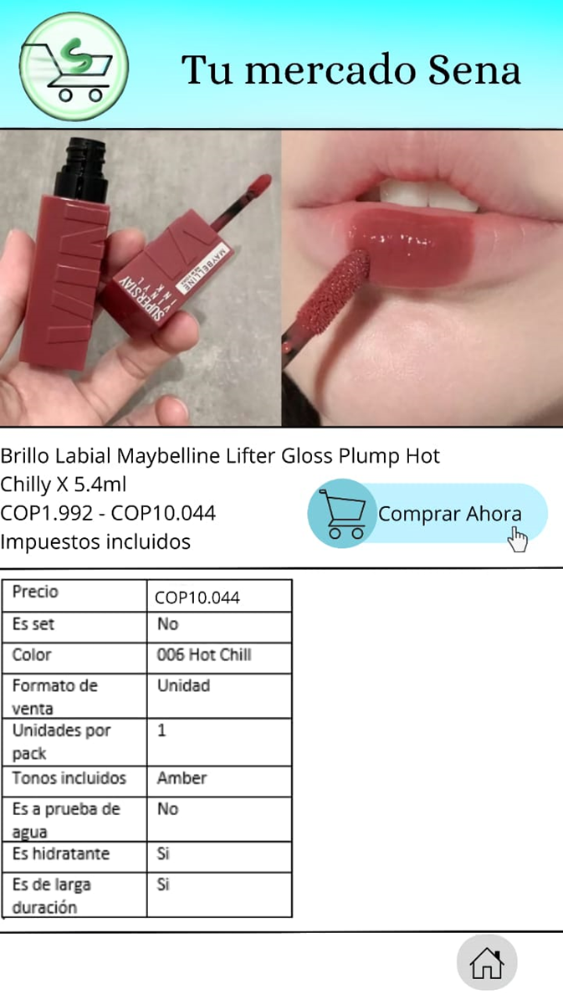 S
Tu mercado Sena
SUPERSTAY
VINYL
INK
MAYBELLINE
Brillo Labial Maybelline Lifter Gloss Plump Hot
Chilly X 5.4ml
COP1.992 - COP10.044
Impuestos incluidos
Comprar Ahora
Precio COP10.044
Es set No
Color 006 Hot Chill
Formato de Unidad
venta
Unidades por 1
pack
Tonos incluidos Amber
Es a prueba de No
agua
Es hidratante Si
Es de larga Si
duración